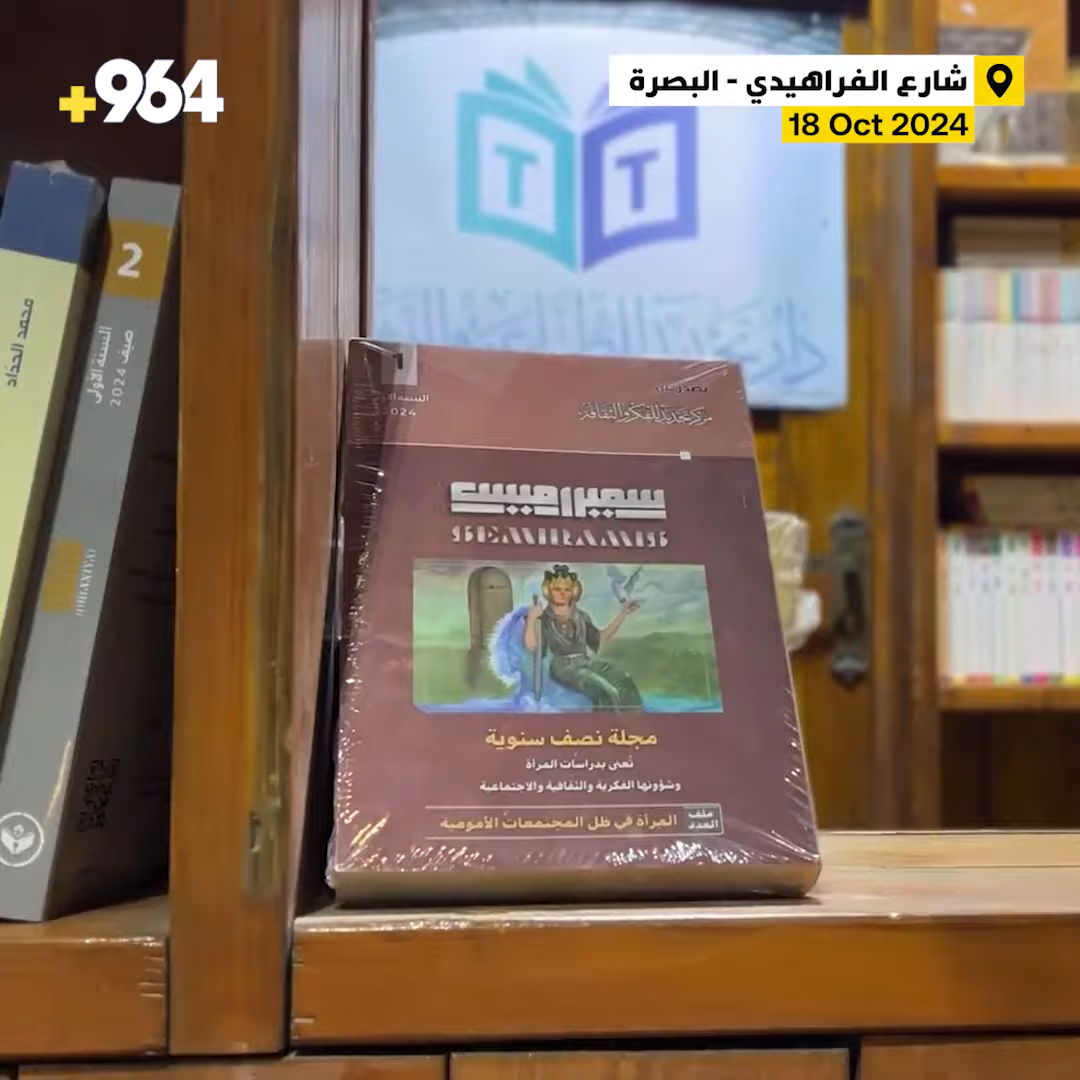 +964
شارع الفراهيدي - البصرة
18 Oct 2024
T T
محمد الحداد
2
السنة الأولى
صيف 2024
1
السنة
2024
تصدر عن
مركز تجديد للفكر والثقافة
سميراميس
SEMIRAMIS
مجلة نصف سنوية
تُعنى بدراسات المرأة
وشؤونها الفكرية والثقافية والاجتماعية
ملف العدد
المرأة في ظل المجتمعات الأمومية